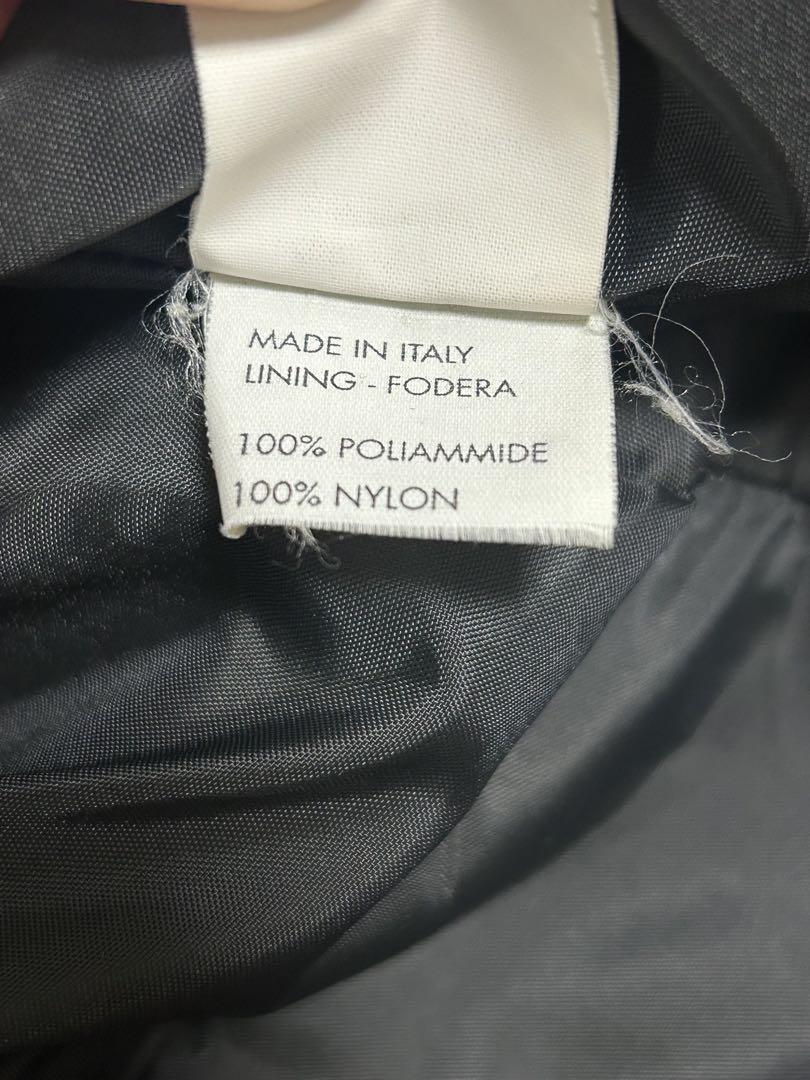 MADE IN ITALY
LINING - FODERA
100% POLIAMMIDE
100% NYLON